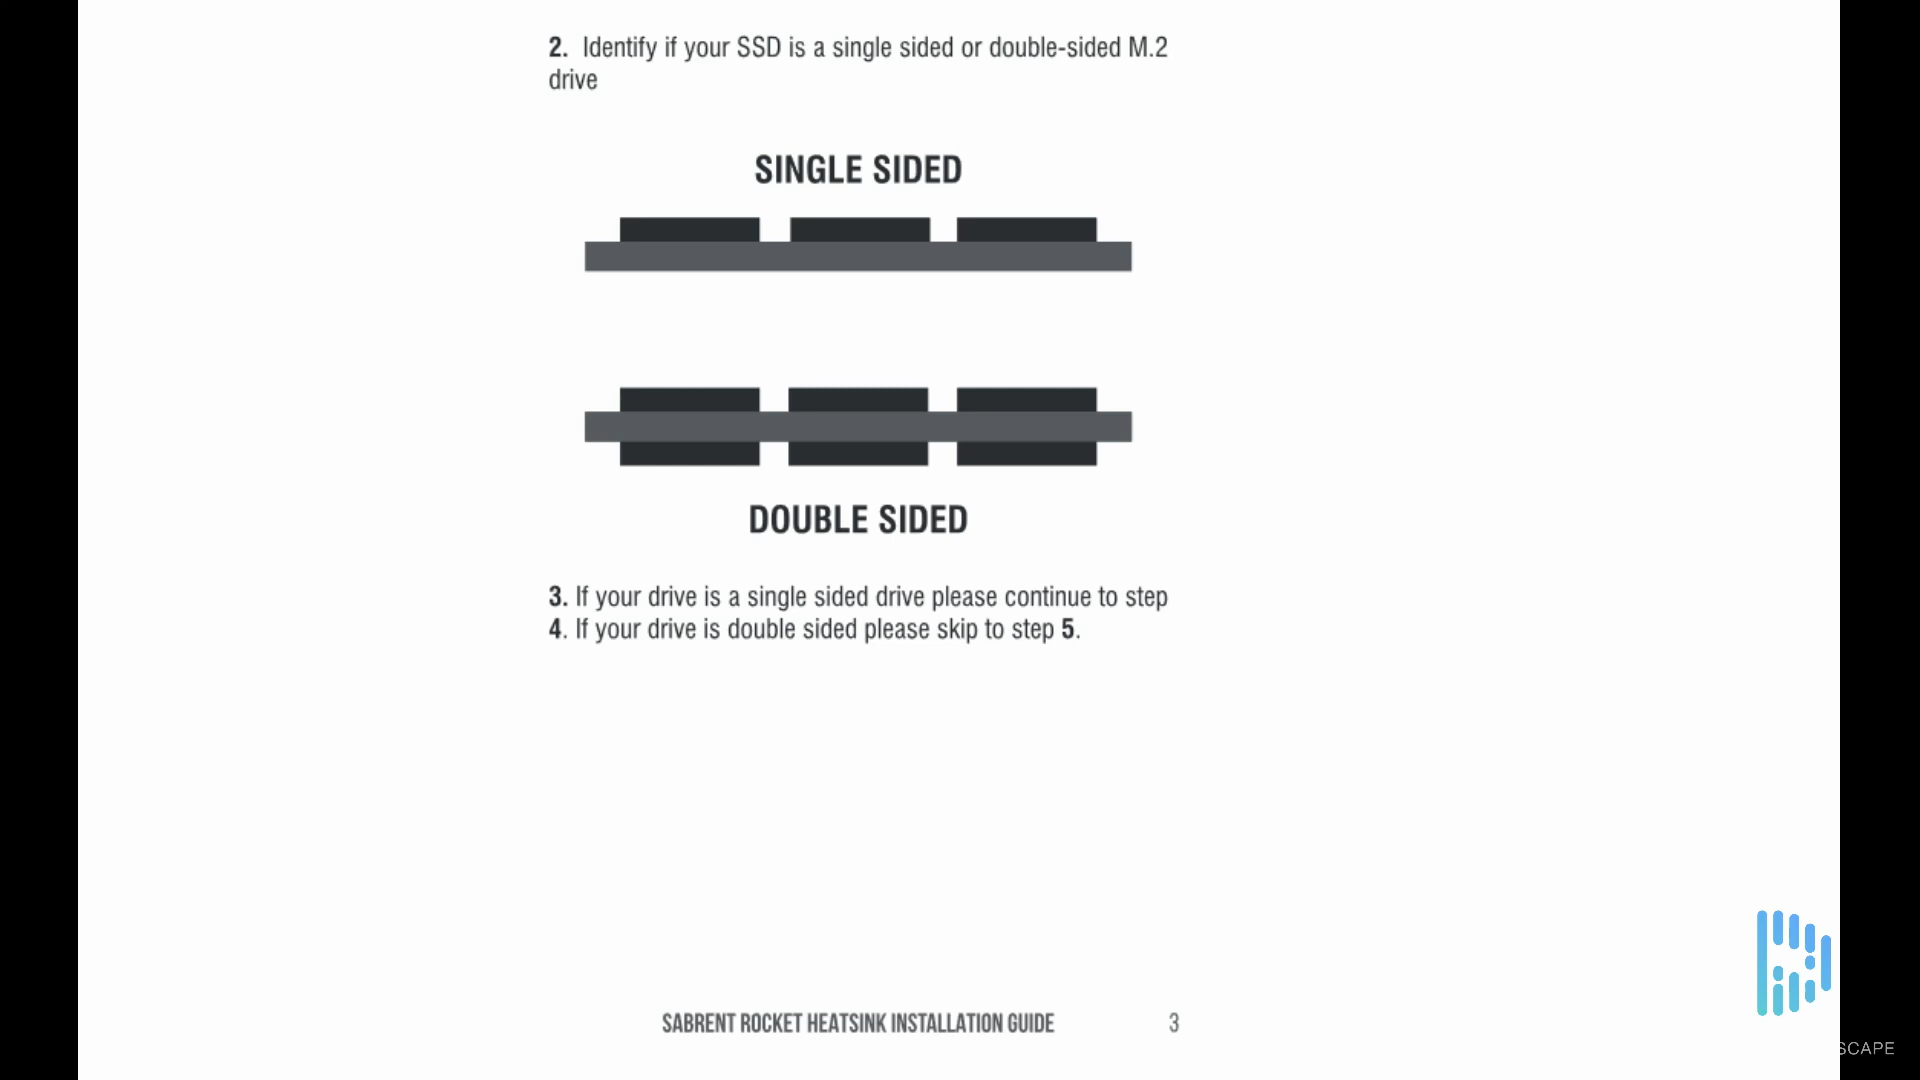 2. Identify if your SSD is a single sided or double-sided M.2
drive
SINGLE SIDED
DOUBLE SIDED
3. If your drive is a single sided drive please continue to step
4. If your drive is double sided please skip to step 5.
SABRENT ROCKET HEATSINK INSTALLATION GUIDE 3
SCAPE